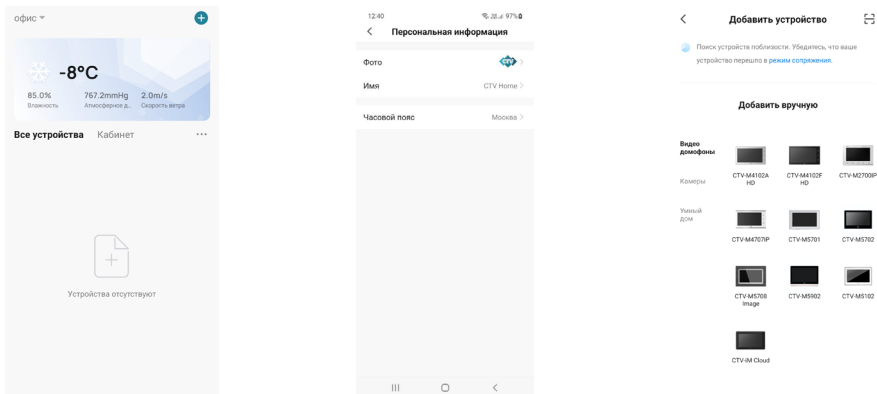 офис
-8°C
85.0% 767.2mmHg 2.0m/s
Влажность Атмосферное д.. Скорость ветра
Все устройства Кабинет
Устройства отсутствуют
12:40 97%
Персональная информация
Фото
Имя CTV Home
Часовой пояс Москва
Добавить устройство
Поиск устройств поблизости. Убедитесь, что ваше
устройство перешло в режим сопряжения.
Добавить вручную
Видео
домофоны
Камеры
Умный
дом
CTV-M4102A
HD
CTV-M4102F
HD
CTV-M2700IP
CTV-M4707IP
CTV-M5701
CTV-M5702
CTV-M5708
Image
CTV-M5902
CTV-M5102
CTV-iM Cloud